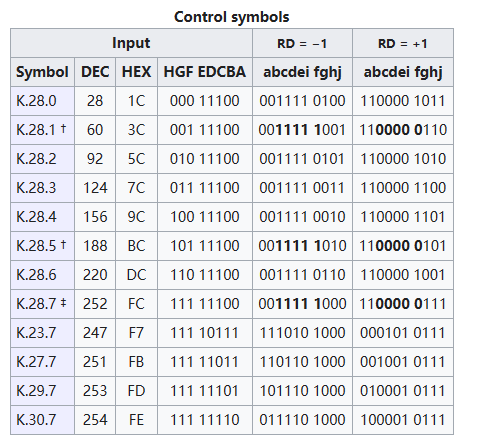 Control symbols
Input RD = −1 RD = +1
Symbol DEC HEX HGF EDCBA abcdei fghj abcdei fghj
K.28.0 28 1C 000 11100 001111 0100 110000 1011
K.28.1 † 60 3C 001 11100 001111 1001 110000 0110
K.28.2 92 5C 010 11100 001111 0101 110000 1010
K.28.3 124 7C 011 11100 001111 0011 110000 1100
K.28.4 156 9C 100 11100 001111 0010 110000 1101
K.28.5 † 188 BC 101 11100 001111 1010 110000 0101
K.28.6 220 DC 110 11100 001111 0110 110000 1001
K.28.7 ‡ 252 FC 111 11100 001111 1000 110000 0111
K.23.7 247 F7 111 10111 111010 1000 000101 0111
K.27.7 251 FB 111 11011 110110 1000 001001 0111
K.29.7 253 FD 111 11101 101110 1000 010001 0111
K.30.7 254 FE 111 11110 011110 1000 100001 0111